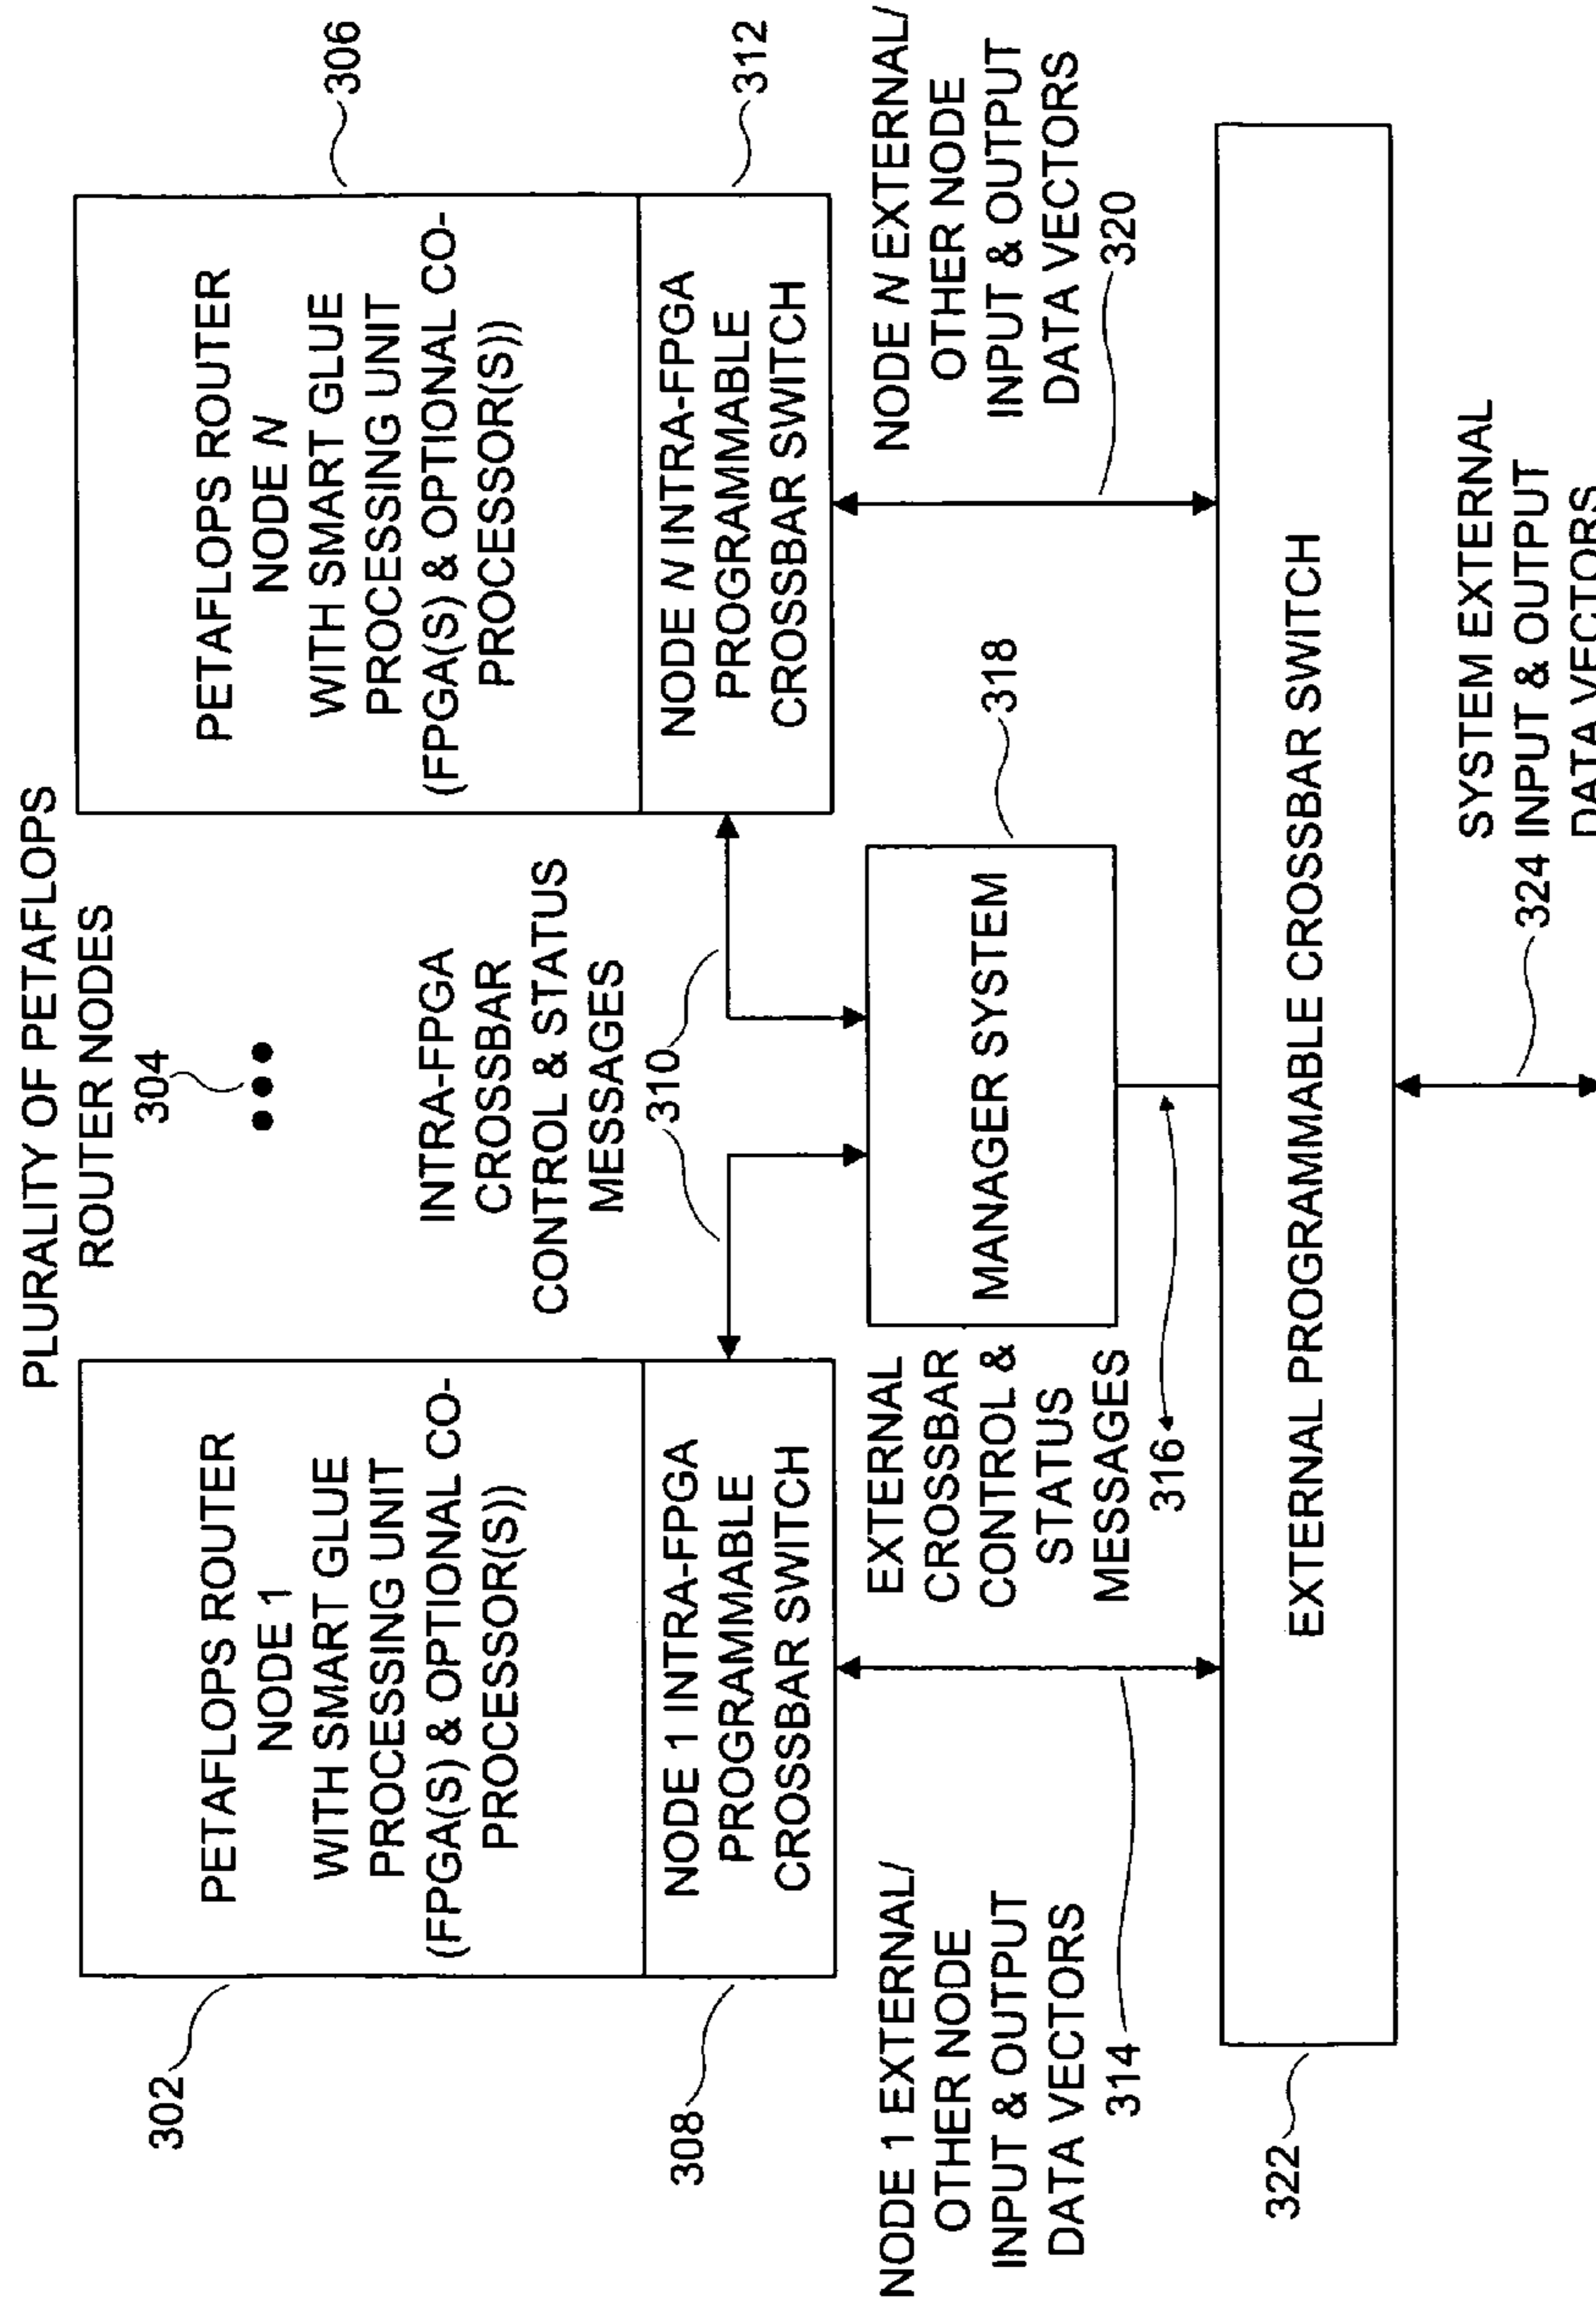 PLURALITY OF PETAFLOPS
ROUTER NODES
304
302
PETAFLOPS ROUTER
NODE 1
WITH SMART GLUE
PROCESSING UNIT
(FPGA(S) & OPTIONAL CO-
PROCESSOR(S))
308
NODE 1 INTRA-FPGA
PROGRAMMABLE
CROSSBAR SWITCH
INTRA-FPGA
CROSSBAR
CONTROL & STATUS
MESSAGES
310
PETAFLOPS ROUTER
NODE N
WITH SMART GLUE
PROCESSING UNIT
(FPGA(S) & OPTIONAL CO-
PROCESSOR(S))
306
NODE N INTRA-FPGA
PROGRAMMABLE
CROSSBAR SWITCH
312
NODE 1 EXTERNAL/
OTHER NODE
INPUT & OUTPUT
DATA VECTORS
314
EXTERNAL
CROSSBAR
CONTROL &
STATUS
MESSAGES
316
MANAGER SYSTEM
318
NODE N EXTERNAL/
OTHER NODE
INPUT & OUTPUT
DATA VECTORS
320
322
EXTERNAL PROGRAMMABLE CROSSBAR SWITCH
SYSTEM EXTERNAL
324 INPUT & OUTPUT
DATA VECTORS